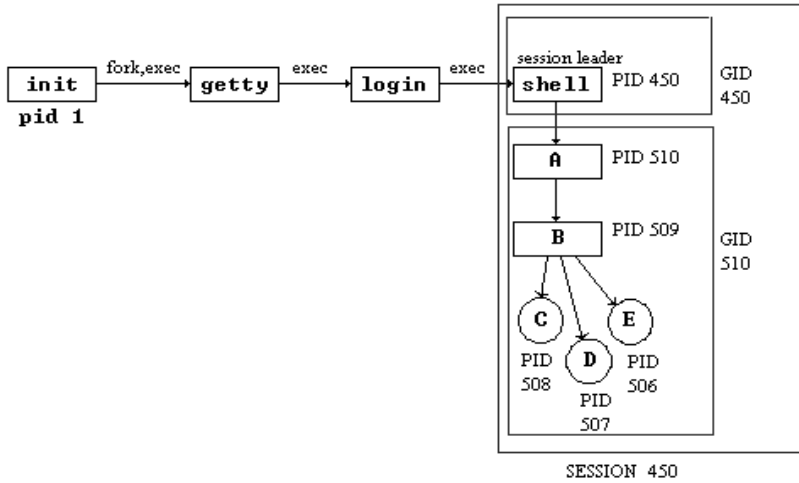 session leader
fork,exec
exec
exec
init
getty
login
shell
PID 450
GID
450
pid 1
A
PID 510
B
PID 509
GID
510
C
E
PID
508
D
PID
506
PID
507
SESSION 450